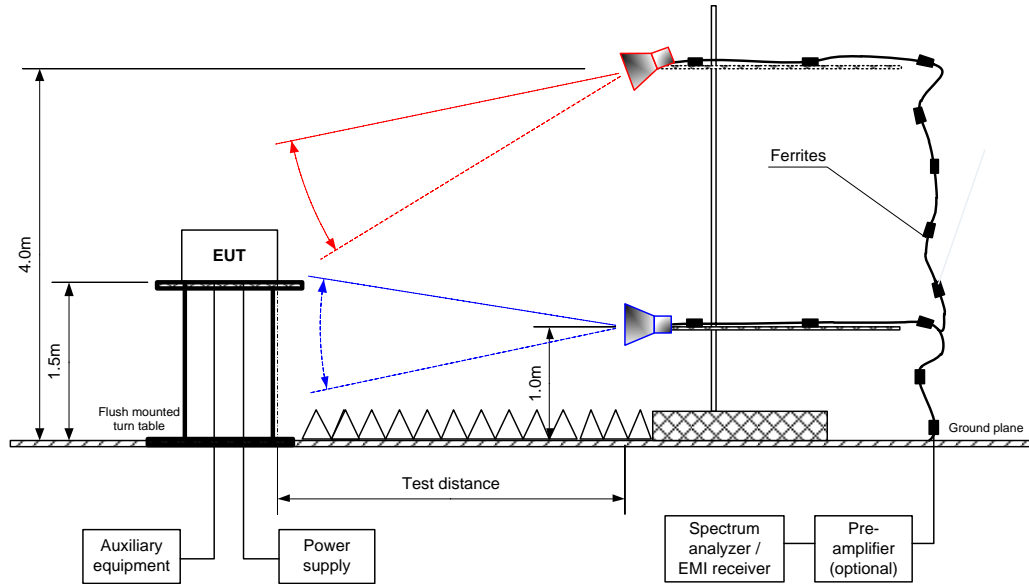 4.0m
Ferrites
EUT
1.5m
1.0m
Flush mounted
turn table
Ground plane
Test distance
Auxiliary
equipment
Power
supply
Spectrum
analyzer /
EMI receiver
Pre-
amplifier
(optional)